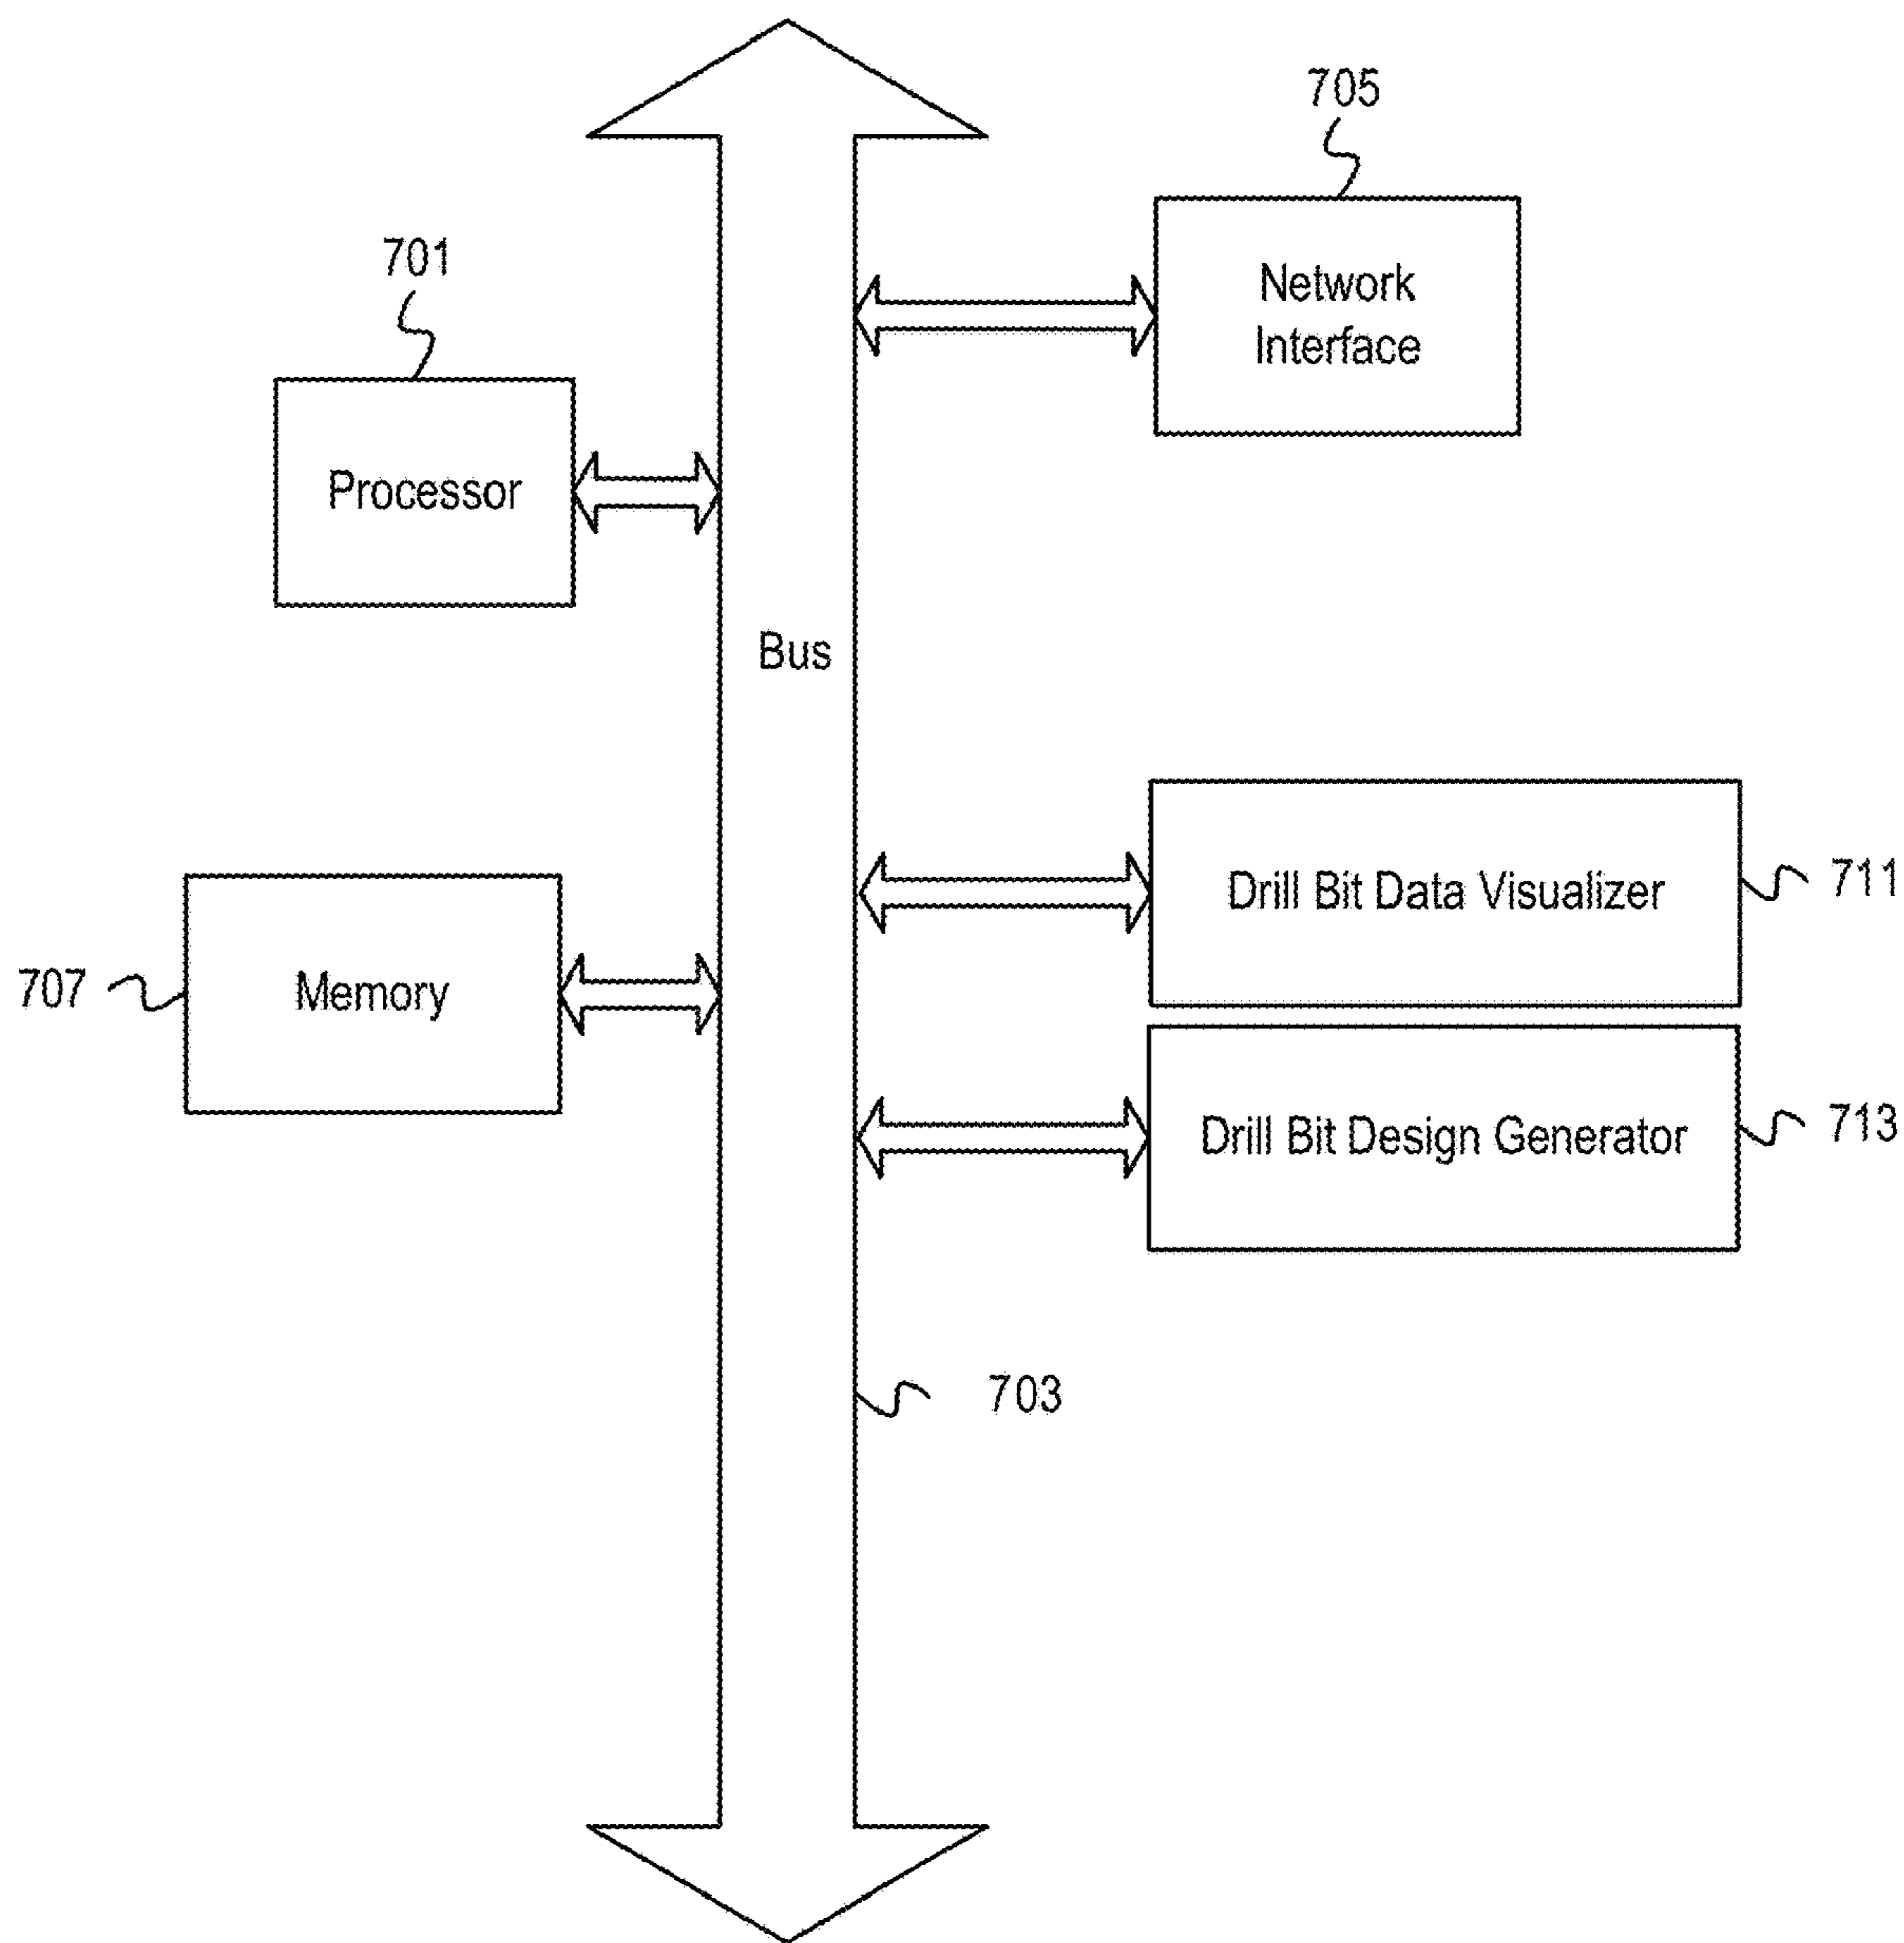 705
Network
Interface
701
Processor
Bus
Drill Bit Data Visualizer
711
707
Memory
Drill Bit Design Generator
713
703